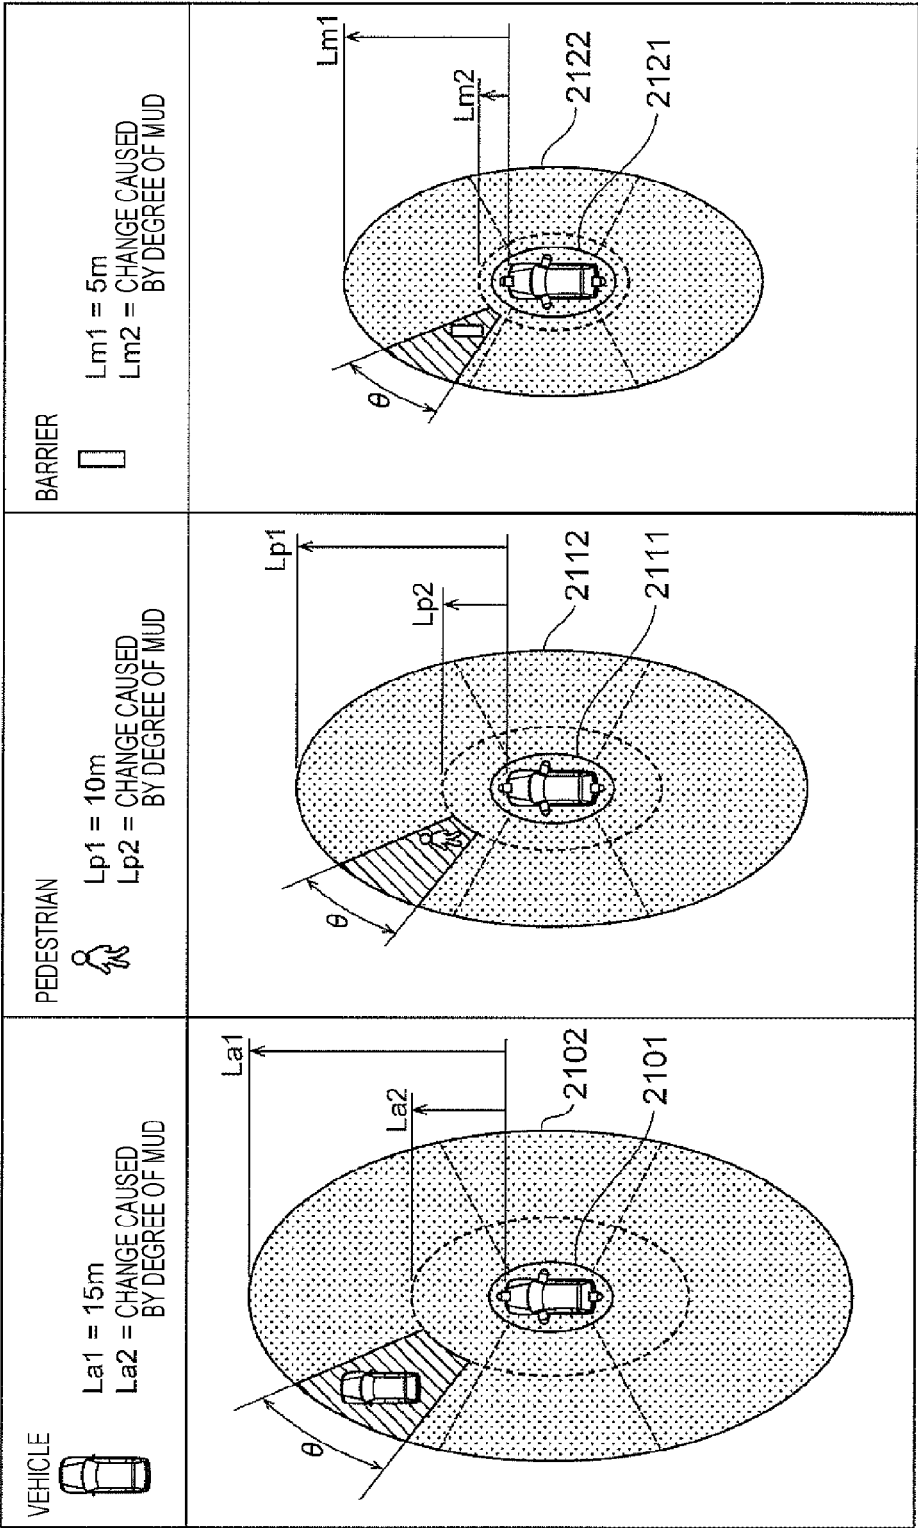 VEHICLE
La1 = 15m
La2 = CHANGE CAUSED
BY DEGREE OF MUD
La1
La2
θ
2102
2101
PEDESTRIAN
Lp1 = 10m
Lp2 = CHANGE CAUSED
BY DEGREE OF MUD
Lp1
Lp2
θ
2112
2111
BARRIER
Lm1 = 5m
Lm2 = CHANGE CAUSED
BY DEGREE OF MUD
Lm1
Lm2
θ
2122
2121